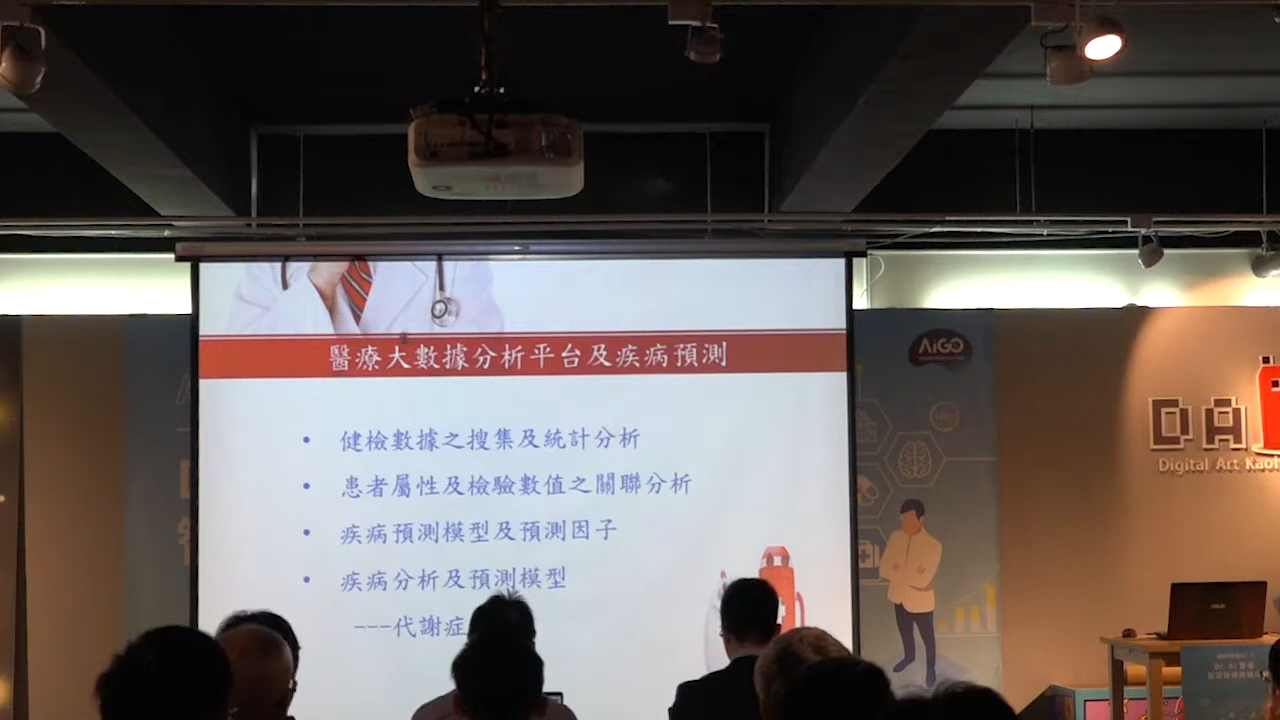 醫療大數據分析平台及疾病預測
• 健檢數據之搜集及統計分析
• 患者屬性及檢驗數值之關聯分析
• 疾病預測模型及預測因子
• 疾病分析及預測模型
---代謝症
AiGO
DA
Digital Art
ASUS